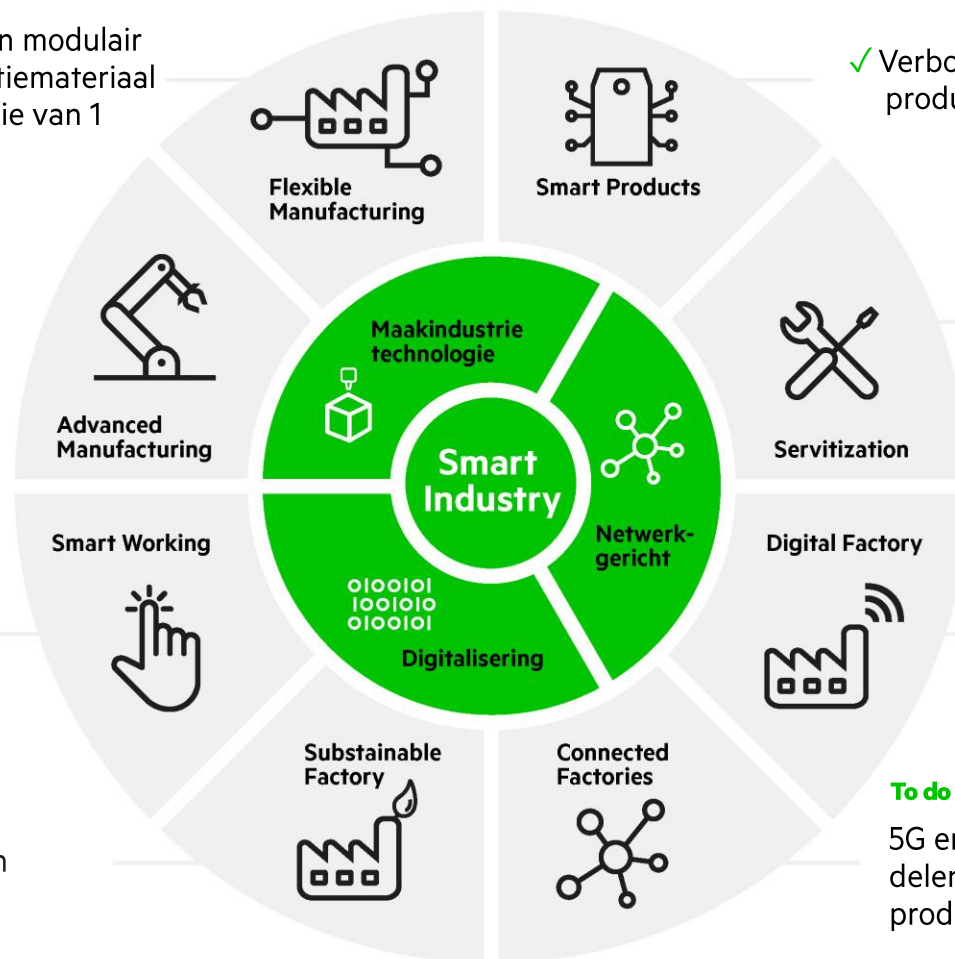 n modulair
tiemateriaal
ie van 1
✓ Verbo
produ
Flexible
Manufacturing
Smart Products
Maakindustrie
technologie
Advanced
Manufacturing
Servitization
Smart
Industry
Smart Working
Netwerk-
gericht
Digital Factory
0100101
1001010
0100101
Digitalisering
Substainable
Factory
Connected
Factories
To do
5G en
delen
prod
n